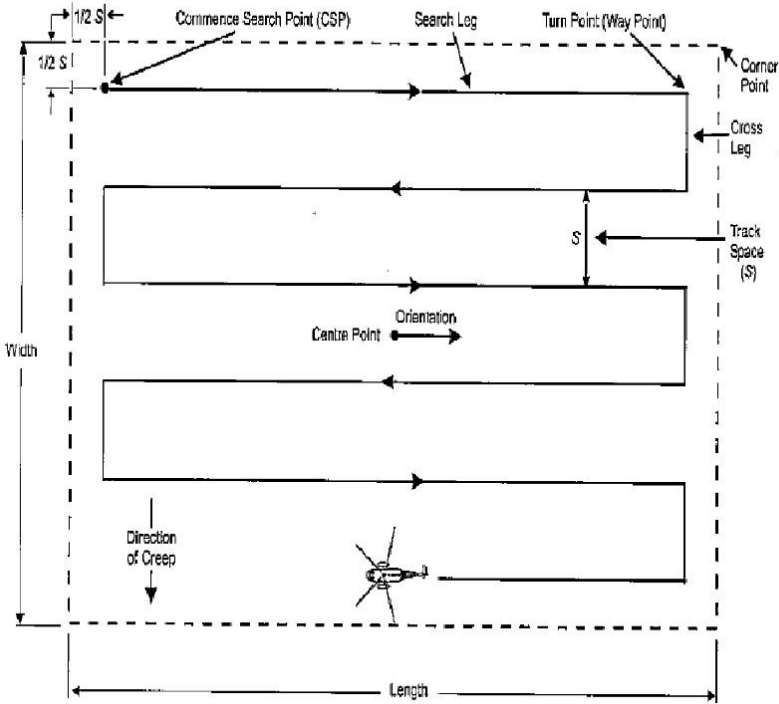 1/2 S
Commence Search Point (CSP)
Search Leg
Turn Point (Way Point)
1/2 S
Corner
Point
Cross
Leg
S
Track
Space
(S)
Orientation
Centre Point
Width
Direction
of Creep
Length